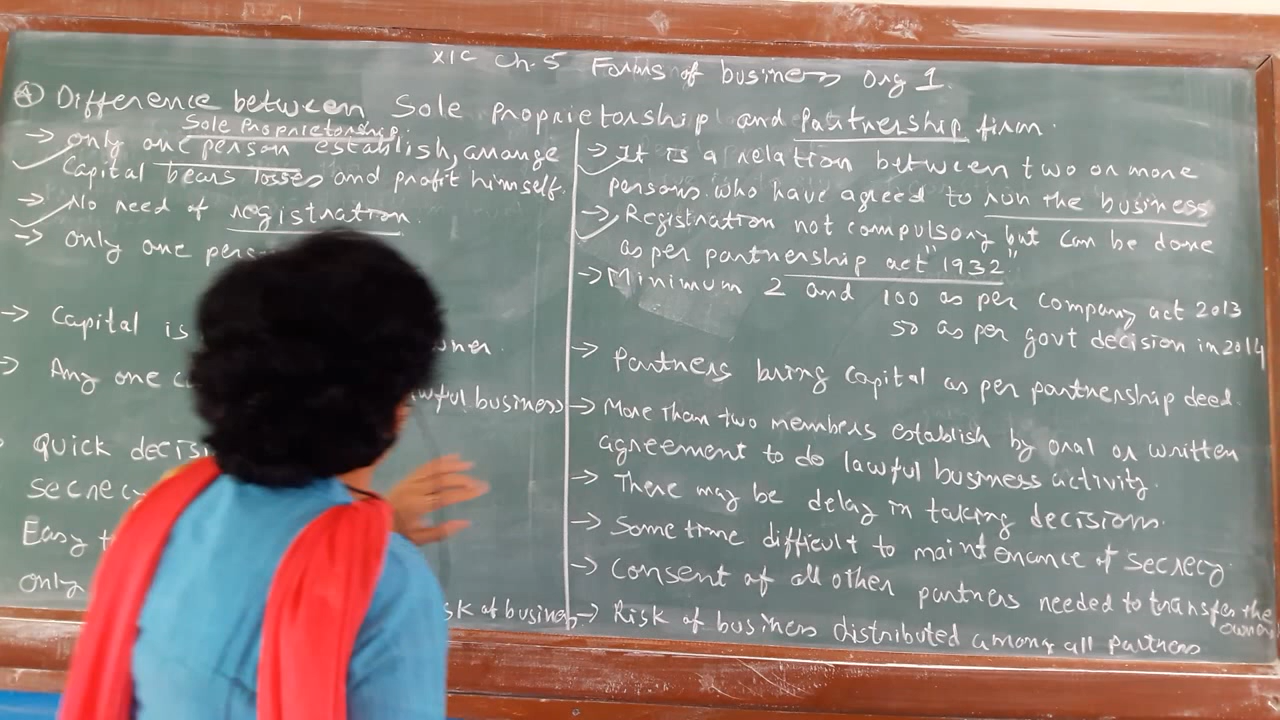 XIC Ch.5 Forms of business org 1.
(A) Difference between Sole Proprietorship and Partnership firm.
Sole Proprietorship
→ only one person establish, arrange
Capital bears losses and profit himself.
→ No need of registration.
→ only one pers
→ Capital is
→ Any one c wful business
quick decisi
secrec
Easy t
only sk of business
→ It is a relation between two or more
persons who have agreed to run the business
→ Registration not compulsory but can be done
as per partnership act "1932"
→ Minimum 2 and 100 as per company act 2013
50 as per govt decision in 2014
→ Partners bring capital as per partnership deed.
→ More than two members establish by oral or written
agreement to do lawful business activity.
→ There may be delay in taking decisions.
→ Some time difficult to maintenance of secrecy.
→ Consent of all other partners needed to transfer the
→ Risk of business distributed among all partners